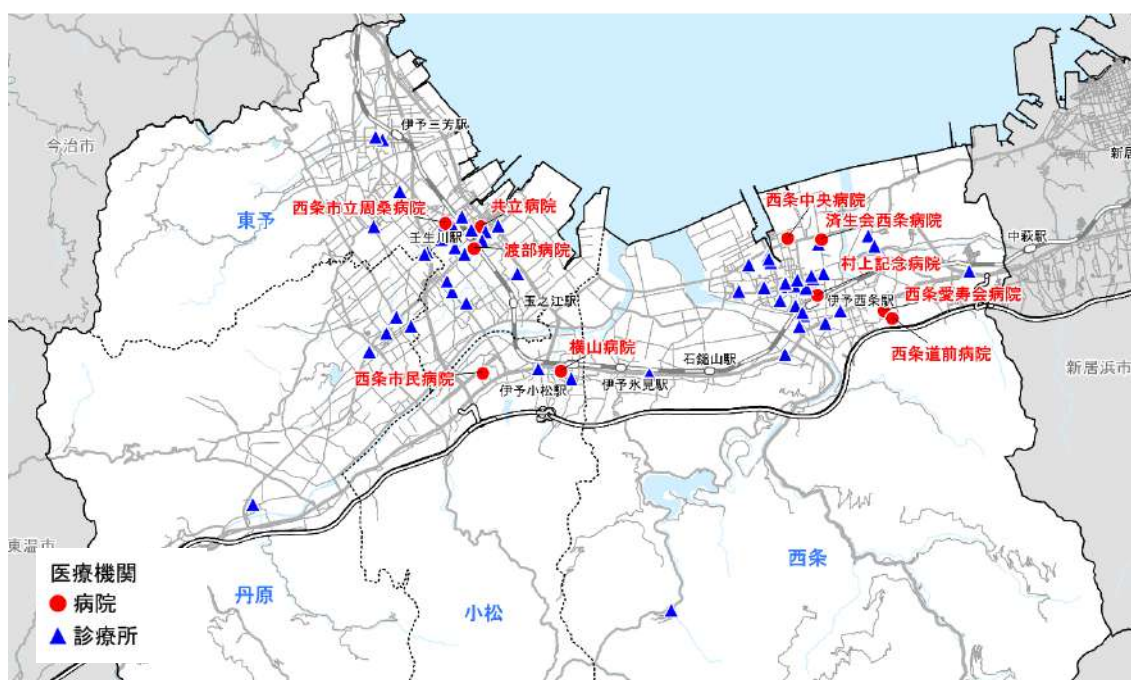 伊予三芳駅
今治市
新居
西条市立周桑病院
共立病院
西条中央病院
東予
済生会西条病院
壬生川駅
中萩駅
渡部病院
村上記念病院
玉之江駅
伊予西条駅
西条愛寿会病院
横山病院
石鎚山駅
西条道前病院
西条市民病院
伊予小松駅
伊予氷見駅
新居浜市
東温市
医療機関
病院
診療所
丹原
小松
西条